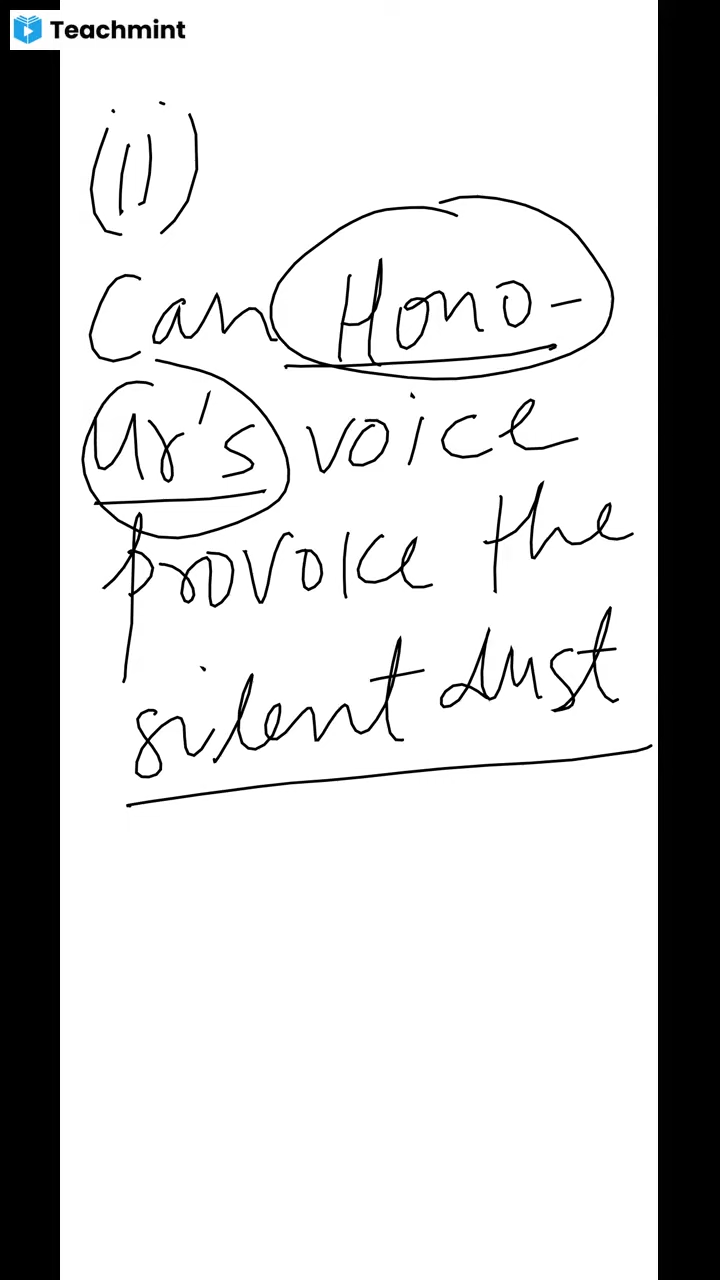 Teachmint
(ii)
Can Hono-
ur's voice
provoke the
silent dust